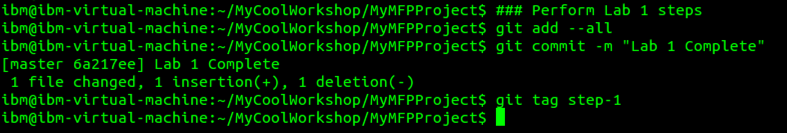 ibm@ibm-virtual-machine:~/MyCoolWorkshop/MyMFPProject$ ### Perform Lab 1 steps
ibm@ibm-virtual-machine:~/MyCoolWorkshop/MyMFPProject$ git add --all
ibm@ibm-virtual-machine:~/MyCoolWorkshop/MyMFPProject$ git commit -m "Lab 1 Complete"
[master 6a217ee] Lab 1 Complete
 1 file changed, 1 insertion(+), 1 deletion(-)
ibm@ibm-virtual-machine:~/MyCoolWorkshop/MyMFPProject$ git tag step-1
ibm@ibm-virtual-machine:~/MyCoolWorkshop/MyMFPProject$